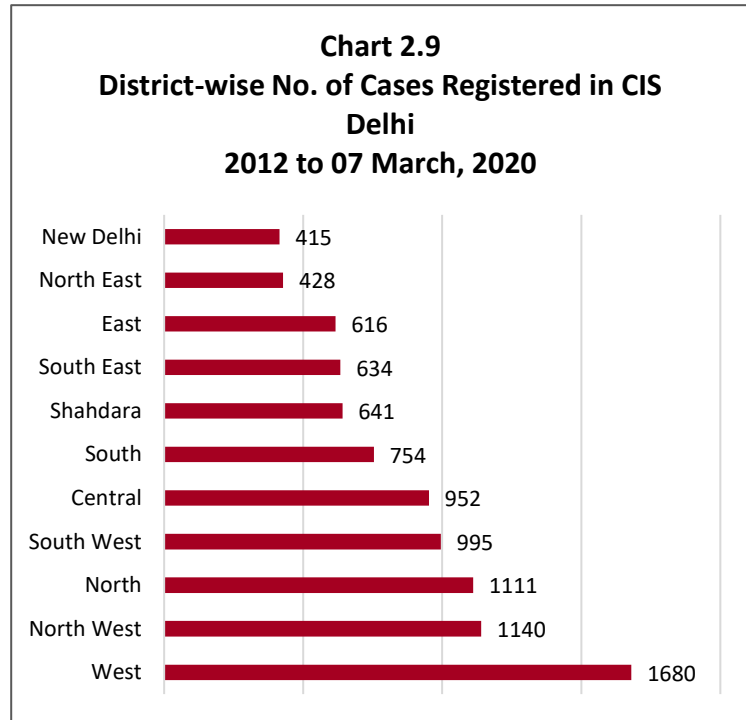 Chart 2.9
District-wise No. of Cases Registered in CIS
Delhi
2012 to 07 March, 2020
New Delhi 415
North East 428
East 616
South East 634
Shahdara 641
South 754
Central 952
South West 995
North 1111
North West 1140
West 1680